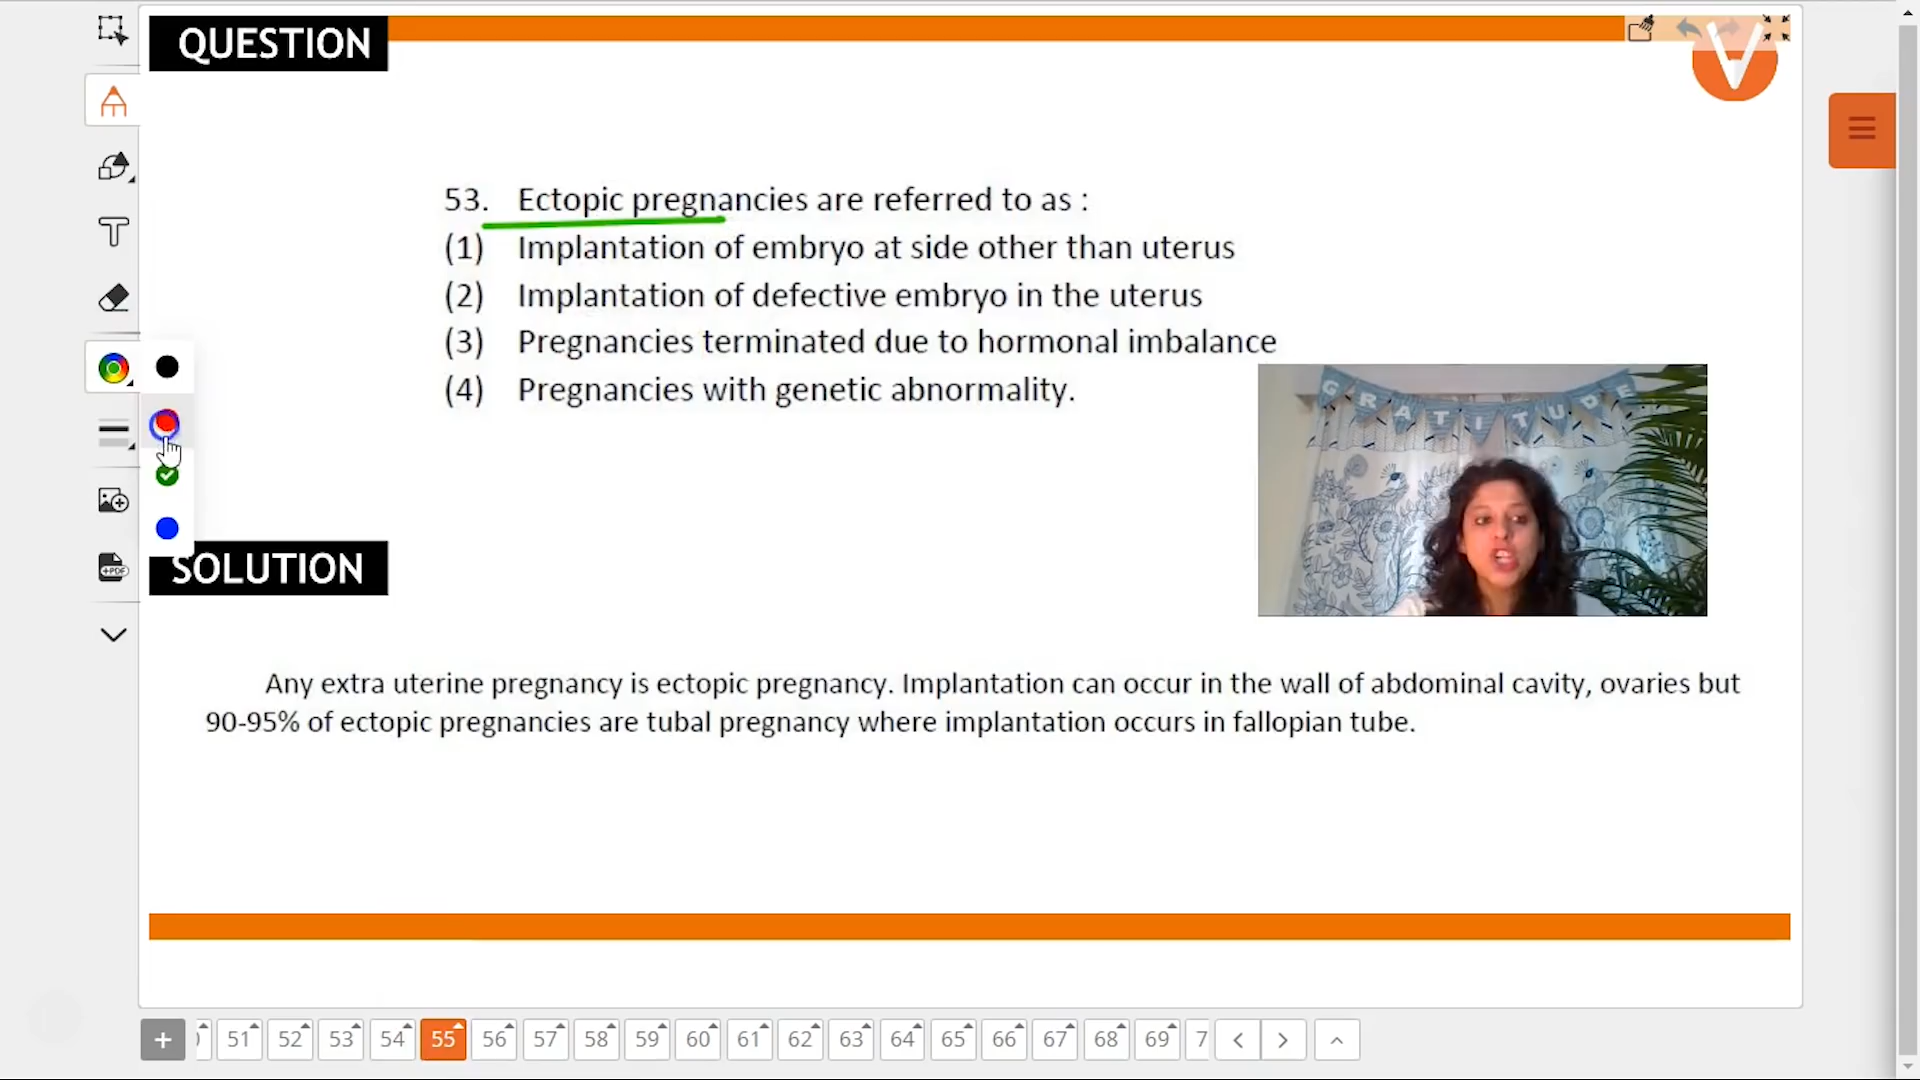 QUESTION
53. Ectopic pregnancies are referred to as :
(1) Implantation of embryo at side other than uterus
(2) Implantation of defective embryo in the uterus
(3) Pregnancies terminated due to hormonal imbalance
(4) Pregnancies with genetic abnormality.
GRATITUDE
SOLUTION
+PDF
Any extra uterine pregnancy is ectopic pregnancy. Implantation can occur in the wall of abdominal cavity, ovaries but
90-95% of ectopic pregnancies are tubal pregnancy where implantation occurs in fallopian tube.
+ 51 52 53 54 55 56 57 58 59 60 61 62 63 64 65 66 67 68 69 7 < >